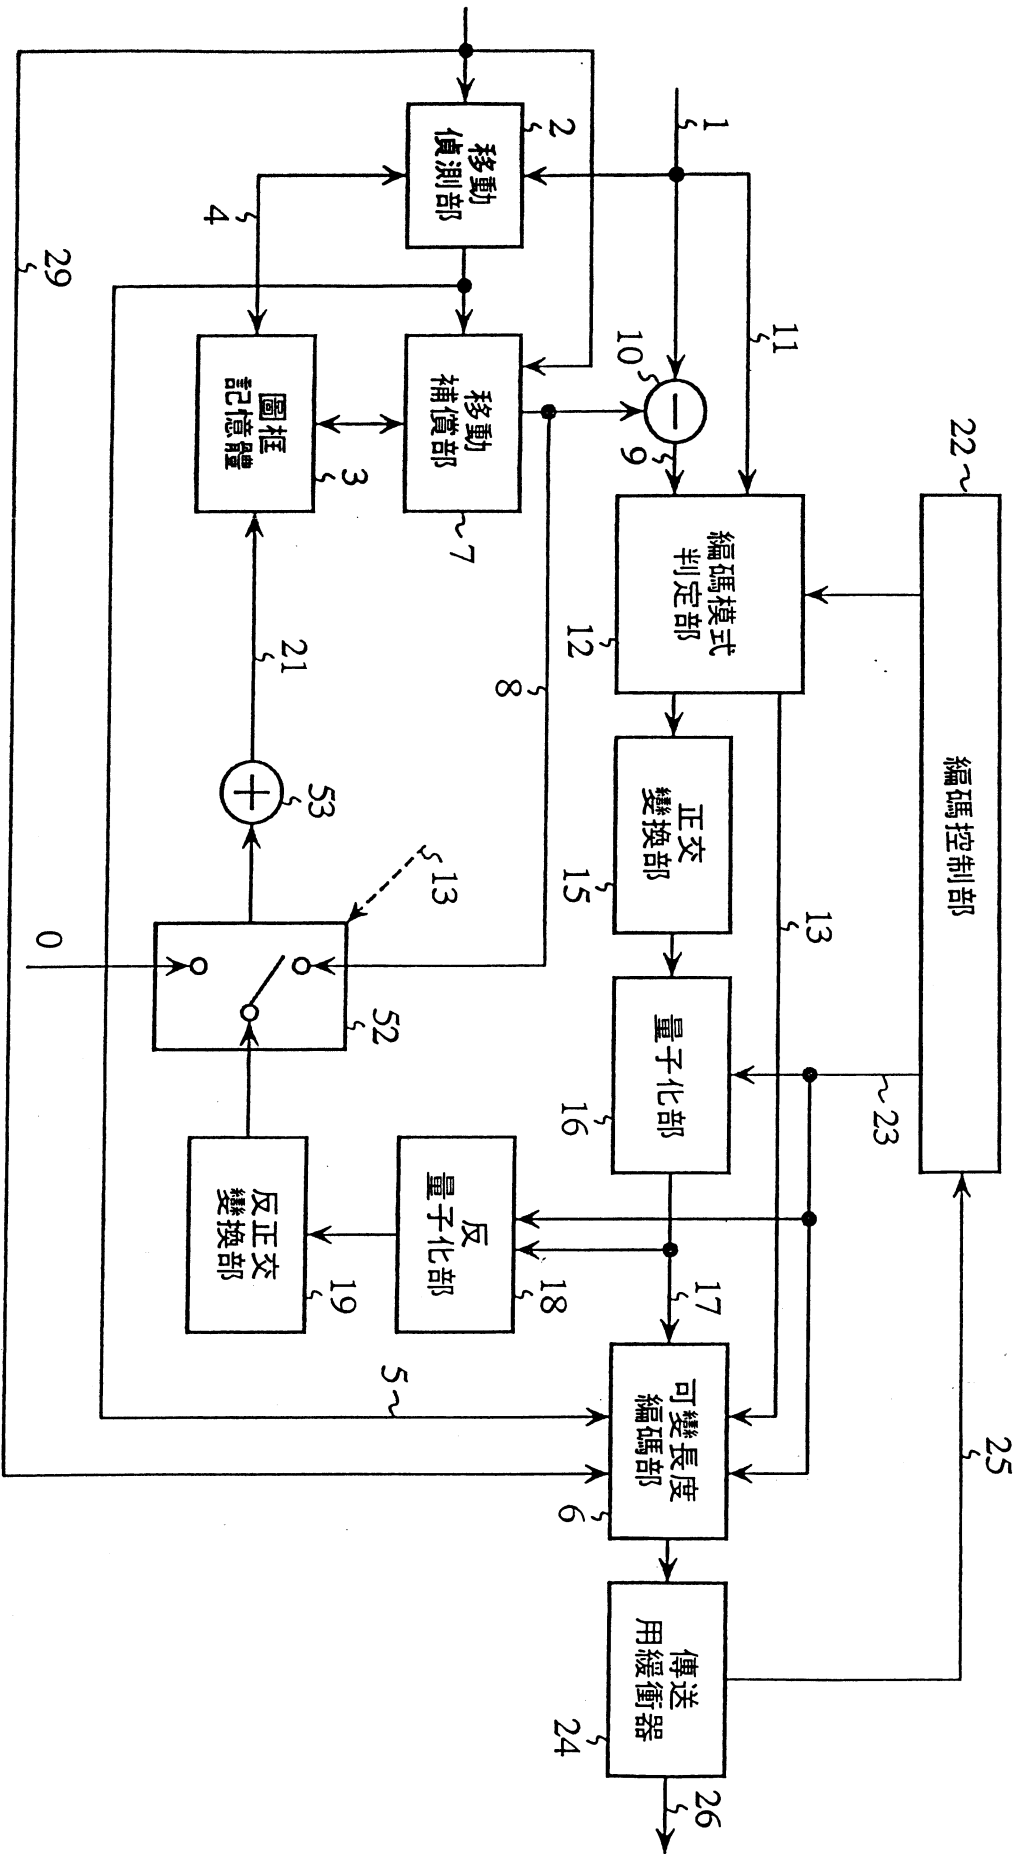 編碼控制部
22
25
23
1
11
10
9
編碼模式
判定部
12
13
正交
變換部
15
量子化部
16
17
可變長度
編碼部
6
傳送
用緩衝器
24
26
2
移動
偵測部
移動
補償部
7
8
4
圖框
記憶體
3
21
53
13
52
0
反
量子化部
18
反正交
變換部
19
5
29